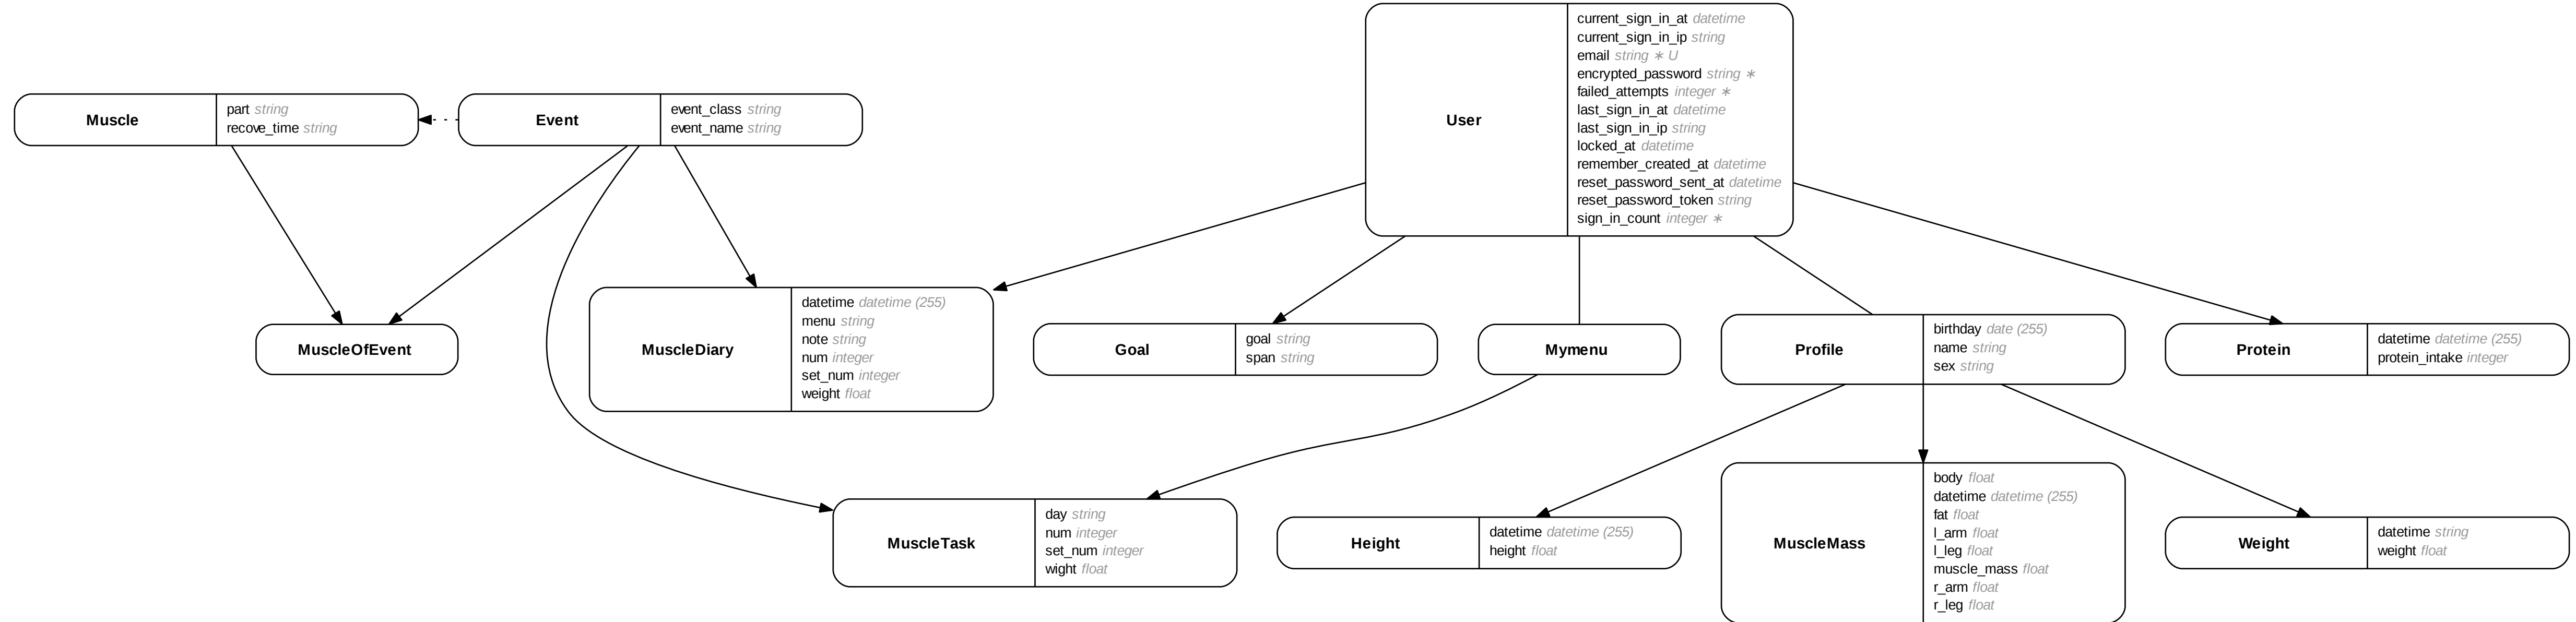 Muscle
part string
recove_time string
Event
event_class string
event_name string
User
current_sign_in_at datetime
current_sign_in_ip string
email string ∗ U
encrypted_password string ∗
failed_attempts integer ∗
last_sign_in_at datetime
last_sign_in_ip string
locked_at datetime
remember_created_at datetime
reset_password_sent_at datetime
reset_password_token string
sign_in_count integer ∗
MuscleOfEvent
MuscleDiary
datetime datetime (255)
menu string
note string
num integer
set_num integer
weight float
Goal
goal string
span string
Mymenu
Profile
birthday date (255)
name string
sex string
Protein
datetime datetime (255)
protein_intake integer
MuscleTask
day string
num integer
set_num integer
wight float
Height
datetime datetime (255)
height float
MuscleMass
body float
datetime datetime (255)
fat float
l_arm float
l_leg float
muscle_mass float
r_arm float
r_leg float
Weight
datetime string
weight float